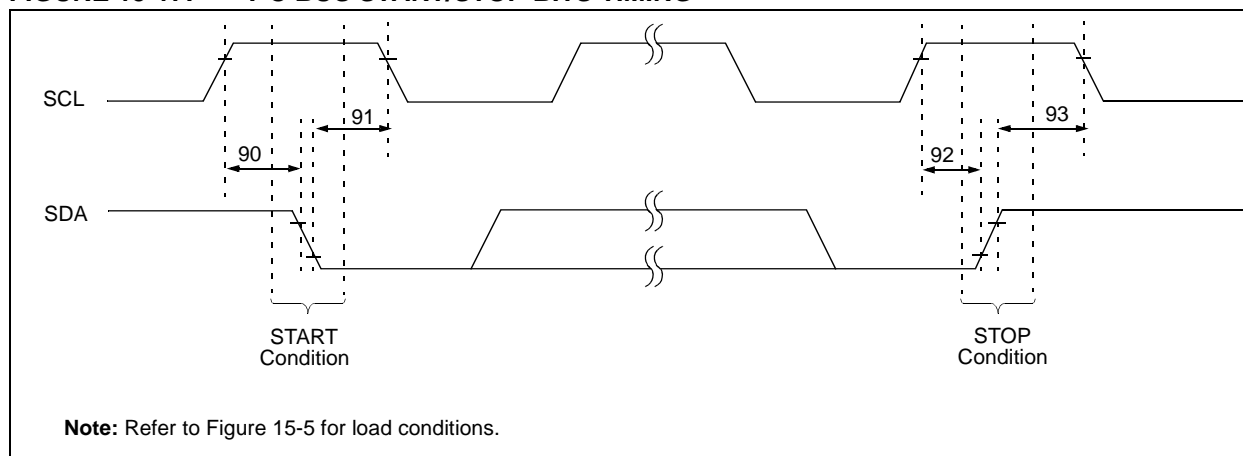 SCL
91
93
90
92
SDA
START
Condition
STOP
Condition
Note: Refer to Figure 15-5 for load conditions.